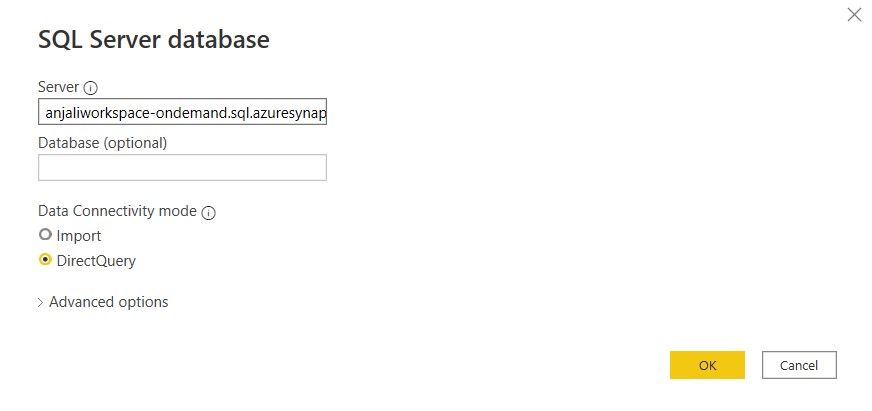 SQL Server database
Server
anjaliworkspace-ondemand.sql.azuresynap
Database (optional)
Data Connectivity mode
Import
DirectQuery
Advanced options
OK
Cancel